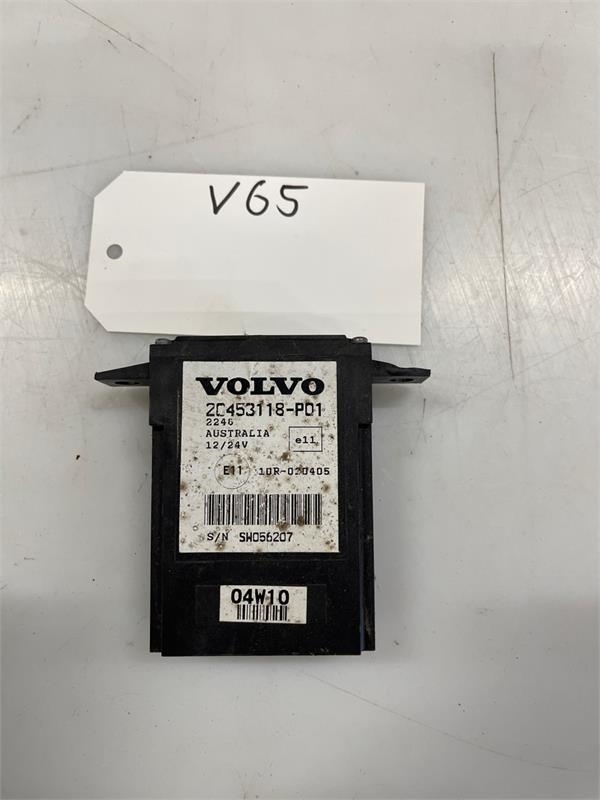 V65
VOLVO
20453118-P01
2246
AUSTRALIA
12/24V
e11
E11
10R-020405
S/N SW056207
04W10